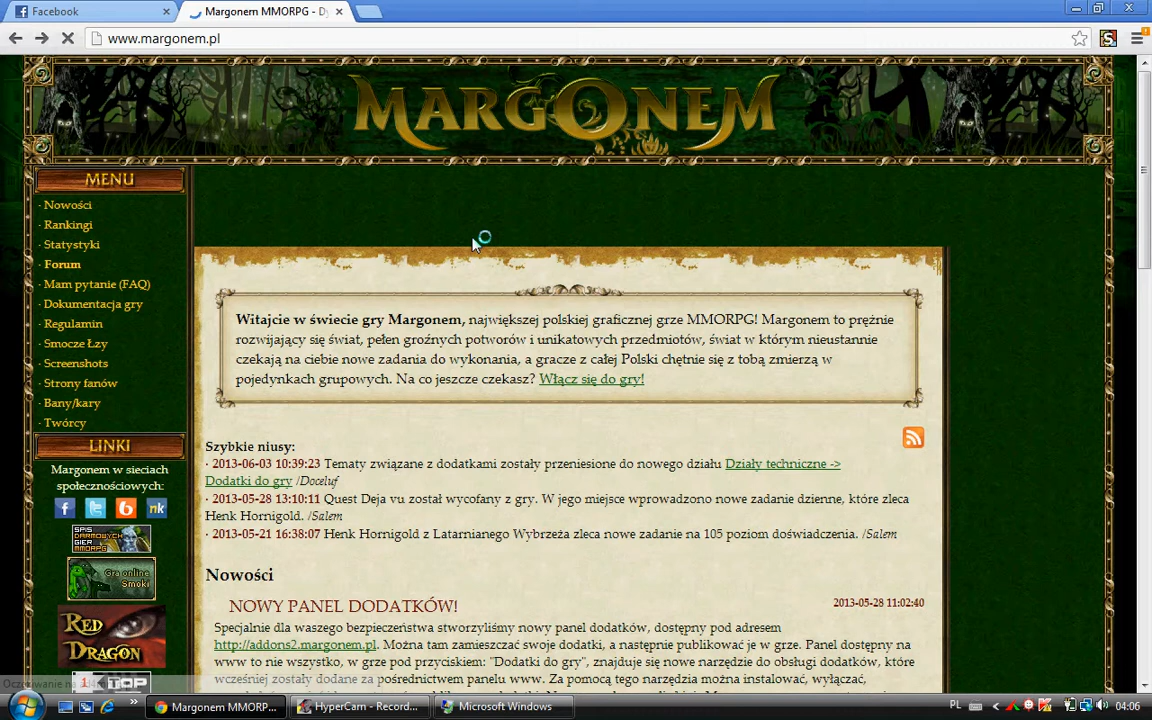 Facebook
Margonem MMORPG - Dy
www.margonem.pl
MARGONEM
MENU
· Nowości
· Rankingi
· Statystyki
· Forum
· Mam pytanie (FAQ)
· Dokumentacja gry
· Regulamin
· Smocze Łzy
· Screenshots
· Strony fanów
· Bany/kary
· Twórcy
LINKI
Margonem w sieciach
społecznościowych:
f t b nk
SPIS
DARMOWYCH
GIER
MMORPG
Gra online
Smoki
RED
DRAGON
1 TOP
Witajcie w świecie gry Margonem, największej polskiej graficznej grze MMORPG! Margonem to prężnie
rozwijający się świat, pełen groźnych potworów i unikatowych przedmiotów, świat w którym nieustannie
czekają na ciebie nowe zadania do wykonania, a gracze z całej Polski chętnie się z tobą zmierzą w
pojedynkach grupowych. Na co jeszcze czekasz? Włącz się do gry!
Szybkie niusy:
· 2013-06-03 10:39:23 Tematy związane z dodatkami zostały przeniesione do nowego działu Działy techniczne ->
Dodatki do gry /Doceluf
· 2013-05-28 13:10:11 Quest Deja vu został wycofany z gry. W jego miejsce wprowadzono nowe zadanie dzienne, które zleca
Henk Hornigold. /Salem
· 2013-05-21 16:38:07 Henk Hornigold z Latarnianego Wybrzeża zleca nowe zadanie na 105 poziom doświadczenia. /Salem
Nowości
NOWY PANEL DODATKÓW!
2013-05-28 11:02:40
Specjalnie dla waszego bezpieczeństwa stworzyliśmy nowy panel dodatków, dostępny pod adresem
http://addons2.margonem.pl. Można tam zamieszczać swoje dodatki, a następnie publikować je w grze. Panel dostępny na
www to nie wszystko, w grze pod przyciskiem: "Dodatki do gry", znajduje się nowe narzędzie do obsługi dodatków, które
wcześniej zostały dodane za pośrednictwem panelu www. Za pomocą tego narzędzia można instalować, wyłączać,
Oczekiwanie na
Margonem MMORP...
HyperCam - Record...
Microsoft Windows
PL
04:06